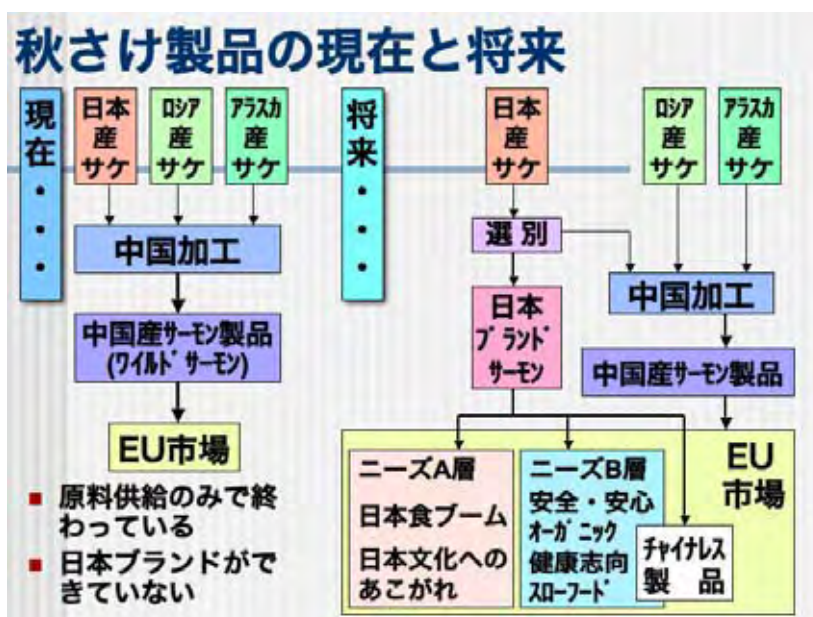 秋さけ製品の現在と将来
現在・・・
日本
産
サケ
ﾛｼｱ
産
サケ
ｱﾗｽｶ
産
サケ
中国加工
中国産ｻｰﾓﾝ製品
(ﾜｲﾙﾄﾞｻｰﾓﾝ)
EU市場
■ 原料供給のみで終
わっている
■ 日本ブランドがで
きていない
将来・・・
日本
産
サケ
ﾛｼｱ
産
サケ
ｱﾗｽｶ
産
サケ
選別
中国加工
日本
ﾌﾞﾗﾝﾄﾞ
ｻｰﾓﾝ
中国産ｻｰﾓﾝ製品
EU
市場
ニーズA層
日本食ブーム
日本文化への
あこがれ
ニーズB層
安全・安心
ｵｰｶﾞﾆｯｸ
健康志向
ｽﾛｰﾌｰﾄﾞ
ﾁｬｲﾅﾚｽ
製品